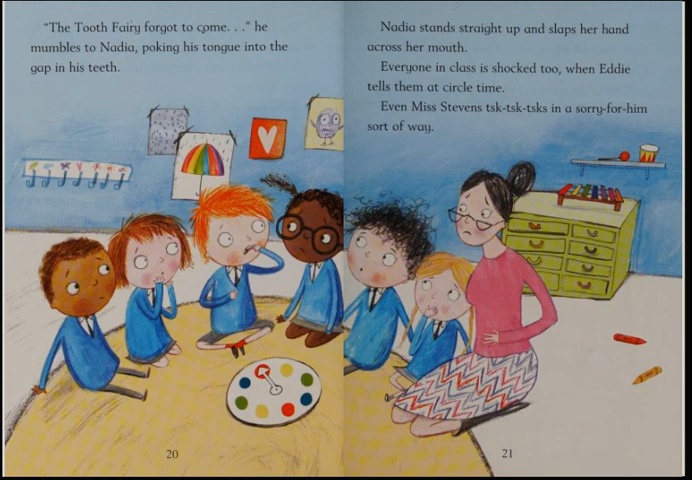 “The Tooth Fairy forgot to come. . .” he
mumbles to Nadia, poking his tongue into the
gap in his teeth.
20
Nadia stands straight up and slaps her hand
across her mouth.
Everyone in class is shocked too, when Eddie
tells them at circle time.
Even Miss Stevens tsk-tsk-tsks in a sorry-for-him
sort of way.
21